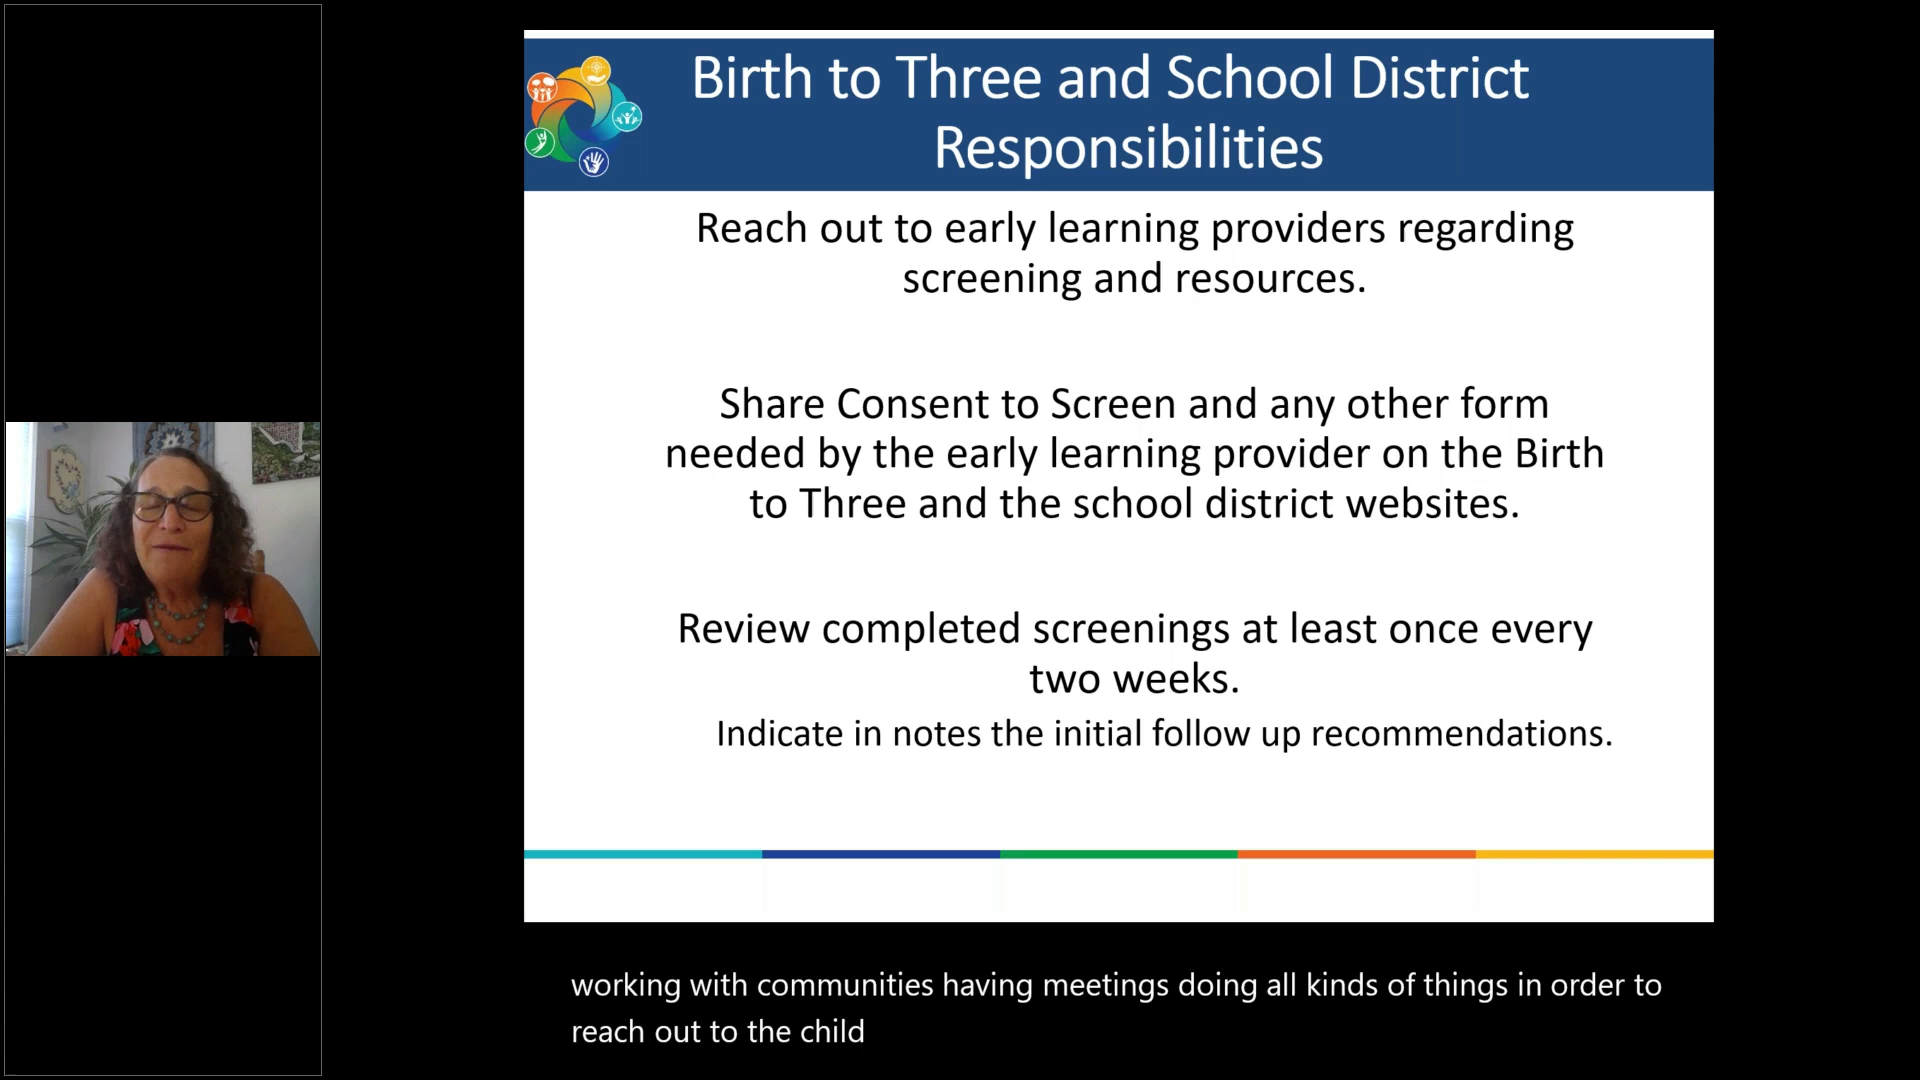 Birth to Three and School District
Responsibilities
Reach out to early learning providers regarding
screening and resources.
Share Consent to Screen and any other form
needed by the early learning provider on the Birth
to Three and the school district websites.
Review completed screenings at least once every
two weeks.
Indicate in notes the initial follow up recommendations.
working with communities having meetings doing all kinds of things in order to
reach out to the child